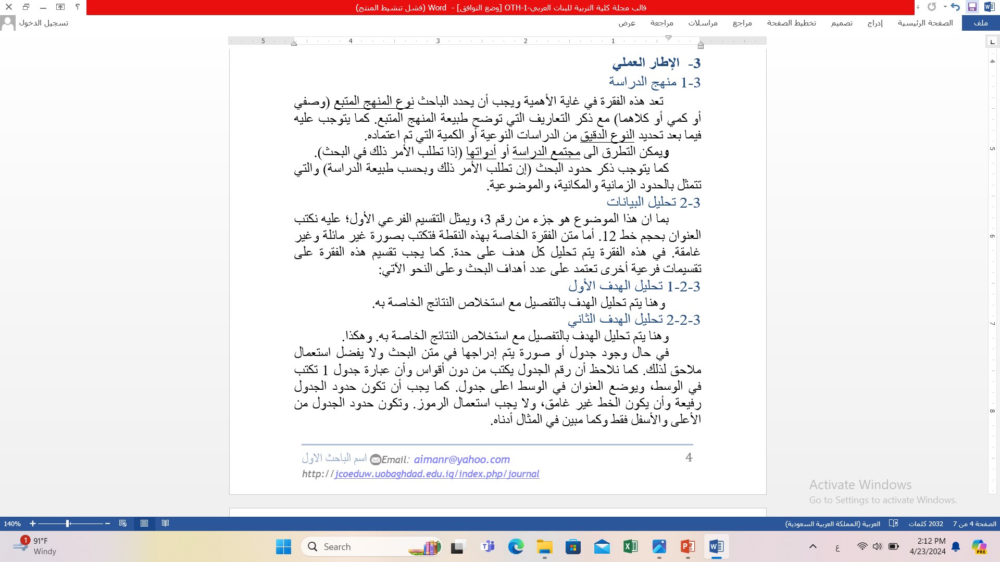 قالب مجلة كلية التربية للبنات العربي-1-OTH [وضع التوافق] - Word (فشل تنشيط المنتج)
ملف الصفحة الرئيسية إدراج تصميم تخطيط الصفحة مراجع مراسلات مراجعة عرض تسجيل الدخول
1 2 3 4 5
3- الإطار العملي
1-3 منهج الدراسة
تعد هذه الفقرة في غاية الأهمية ويجب أن يحدد الباحث نوع المنهج المتبع (وصفي
أو كمي أو كلاهما) مع ذكر التعاريف التي توضح طبيعة المنهج المتبع. كما يتوجب عليه
فيما بعد تحديد النوع الدقيق من الدراسات النوعية أو الكمية التي تم اعتماده.
ويمكن التطرق الى مجتمع الدراسة أو أدواتها (إذا تطلب الأمر ذلك في البحث).
كما يتوجب ذكر حدود البحث (إن تطلب الأمر ذلك وبحسب طبيعة الدراسة) والتي
تتمثل بالحدود الزمانية والمكانية، والموضوعية.
2-3 تحليل البيانات
بما ان هذا الموضوع هو جزء من رقم 3، ويمثل التقسيم الفرعي الأول؛ عليه نكتب
العنوان بحجم خط 12. أما متن الفقرة الخاصة بهذه النقطة فتكتب بصورة غير مائلة وغير
غامقة. في هذه الفقرة يتم تحليل كل هدف على حدة. كما يجب تقسيم هذه الفقرة على
تقسيمات فرعية أخرى تعتمد على عدد أهداف البحث وعلى النحو الآتي:
1-2-3 تحليل الهدف الأول
وهنا يتم تحليل الهدف بالتفصيل مع استخلاص النتائج الخاصة به.
2-2-3 تحليل الهدف الثاني
وهنا يتم تحليل الهدف بالتفصيل مع استخلاص النتائج الخاصة به. وهكذا.
في حال وجود جدول أو صورة يتم إدراجها في متن البحث ولا يفضل استعمال
ملاحق لذلك. كما نلاحظ أن رقم الجدول يكتب من دون أقواس وأن عبارة جدول 1 تكتب
في الوسط، ويوضع العنوان في الوسط اعلى جدول. كما يجب أن تكون حدود الجدول
رفيعة وأن يكون الخط غير غامق، ولا يجب استعمال الرموز. وتكون حدود الجدول من
الأعلى والأسفل فقط وكما مبين في المثال أدناه.
4
اسم الباحث الاول Email: aimanr@yahoo.com
http://jcoeduw.uobaghdad.edu.iq/index.php/journal
4
5
6
7
8
Activate Windows
Go to Settings to activate Windows.
الصفحة 4 من 7 2032 كلمات العربية (المملكة العربية السعودية) 140%
1 91°F
Windy
Search
ع
2:12 PM
4/23/2024
PRE